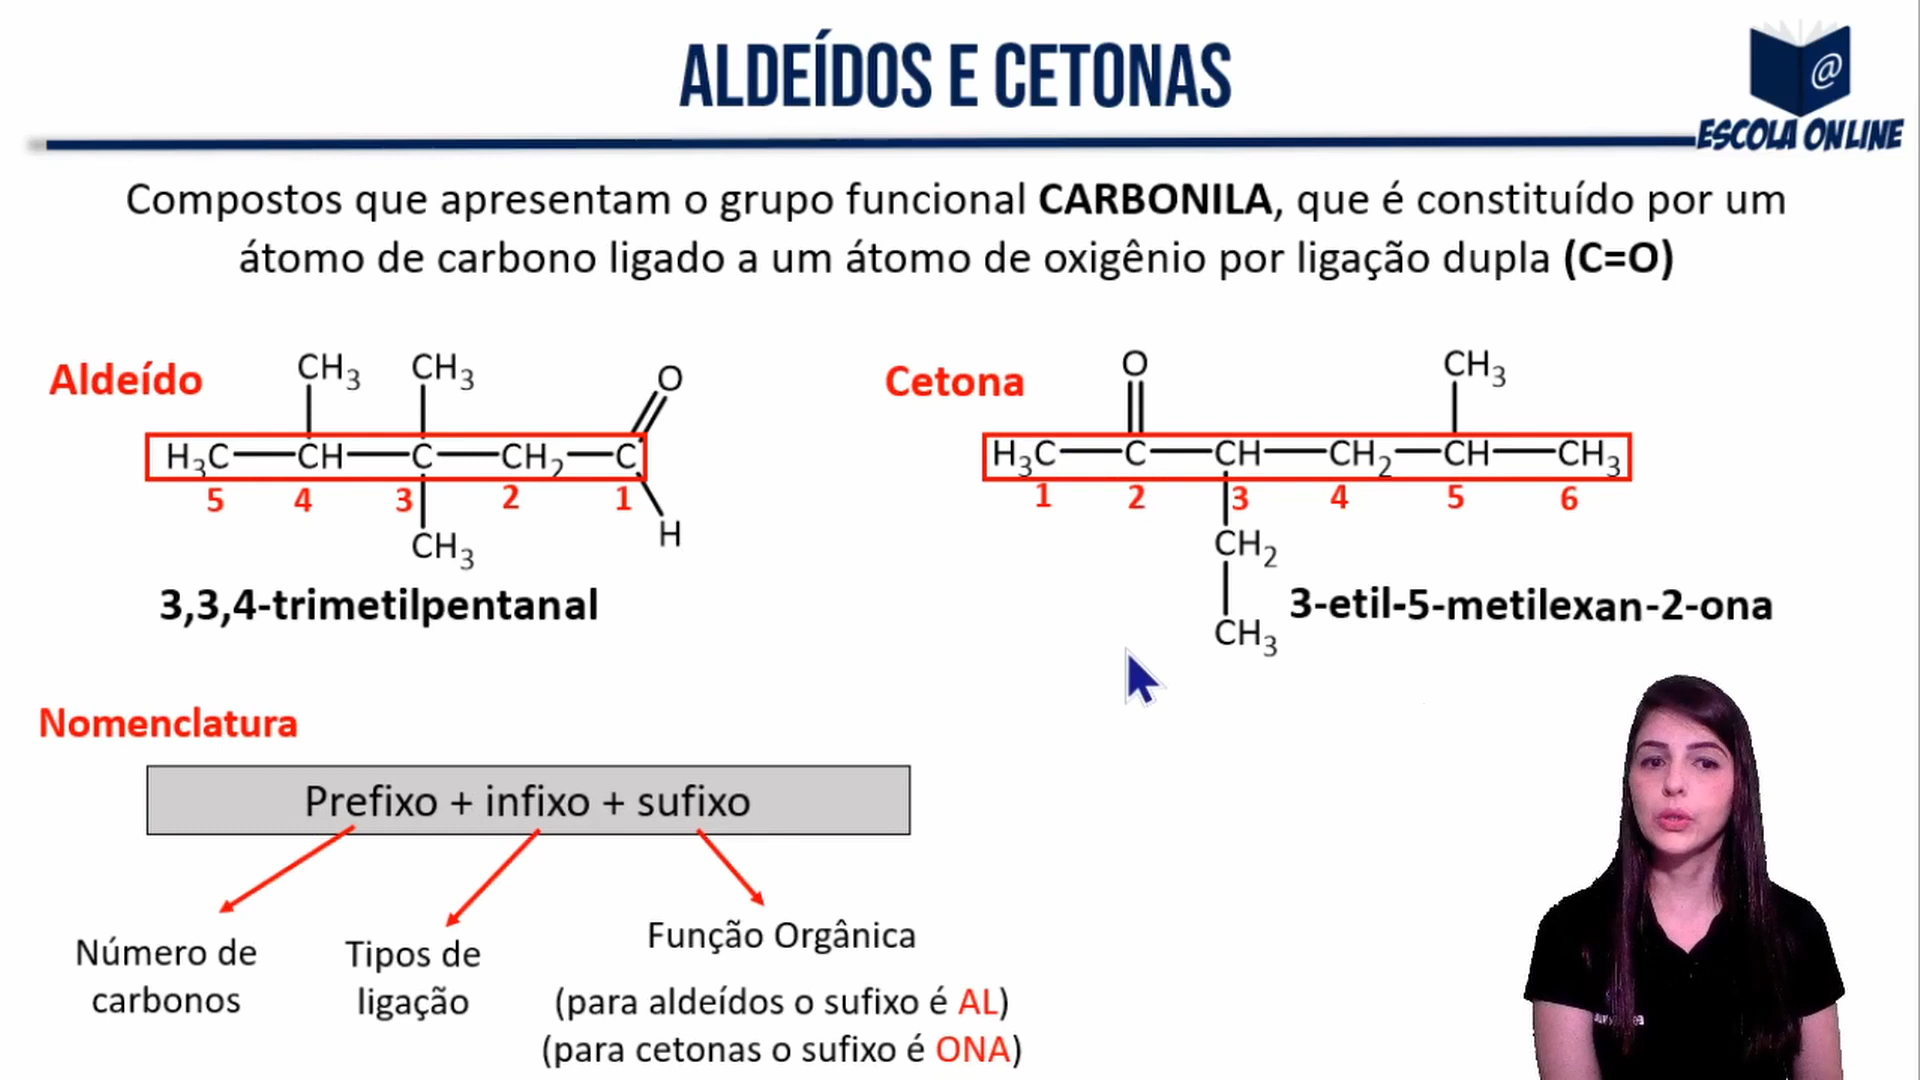 ALDEÍDOS E CETONAS
@
ESCOLA ONLINE
Compostos que apresentam o grupo funcional CARBONILA, que é constituído por um
átomo de carbono ligado a um átomo de oxigênio por ligação dupla (C=O)
Aldeído
CH3 CH3 O
H3C CH C CH2 C
5 4 3 2 1
CH3 H
3,3,4-trimetilpentanal
Cetona
O CH3
H3C C CH CH2 CH CH3
1 2 3 4 5 6
CH2
CH3
3-etil-5-metilexan-2-ona
Nomenclatura
Prefixo + infixo + sufixo
Número de
carbonos
Tipos de
ligação
Função Orgânica
(para aldeídos o sufixo é AL)
(para cetonas o sufixo é ONA)